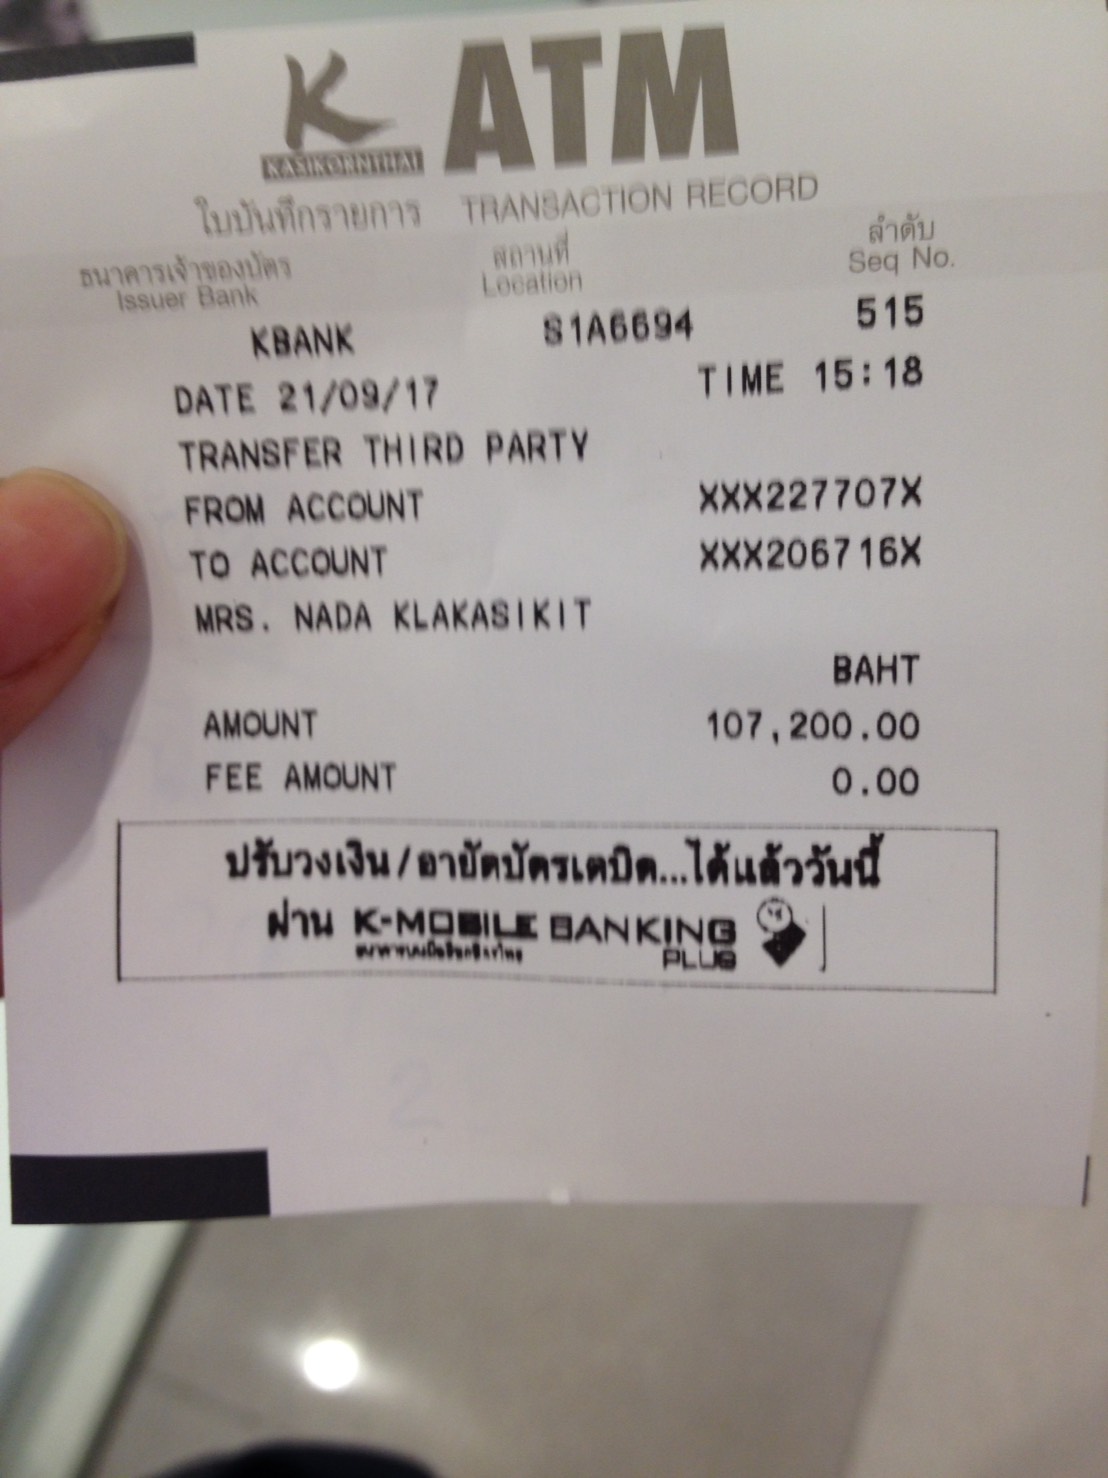 K ATM
KASIKORNTHAI
ใบบันทึกรายการ TRANSACTION RECORD
ธนาคารเจ้าของบัตร สถานที่ ลำดับ
Issuer Bank Location Seq No.
KBANK S1A6694 515
DATE 21/09/17 TIME 15:18
TRANSFER THIRD PARTY
FROM ACCOUNT XXX227707X
TO ACCOUNT XXX206716X
MRS. NADA KLAKASIKIT
BAHT
AMOUNT 107,200.00
FEE AMOUNT 0.00
ปรับวงเงิน/อายัดบัตรเดบิต...ได้แล้ววันนี้
ผ่าน K-MOBILE BANKING
PLUS